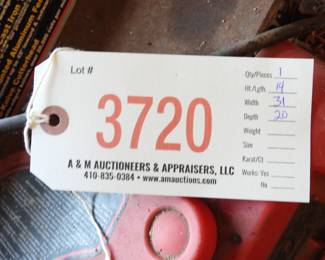 Lot #
3720
A & M AUCTIONEERS & APPRAISERS, LLC
410-835-0384 • www.amauctions.com
Qty/Pieces 1
Ht./Lgth. 14
Width 31
Depth 20
Weight
Size
Karat/Ct
Works: Yes
No